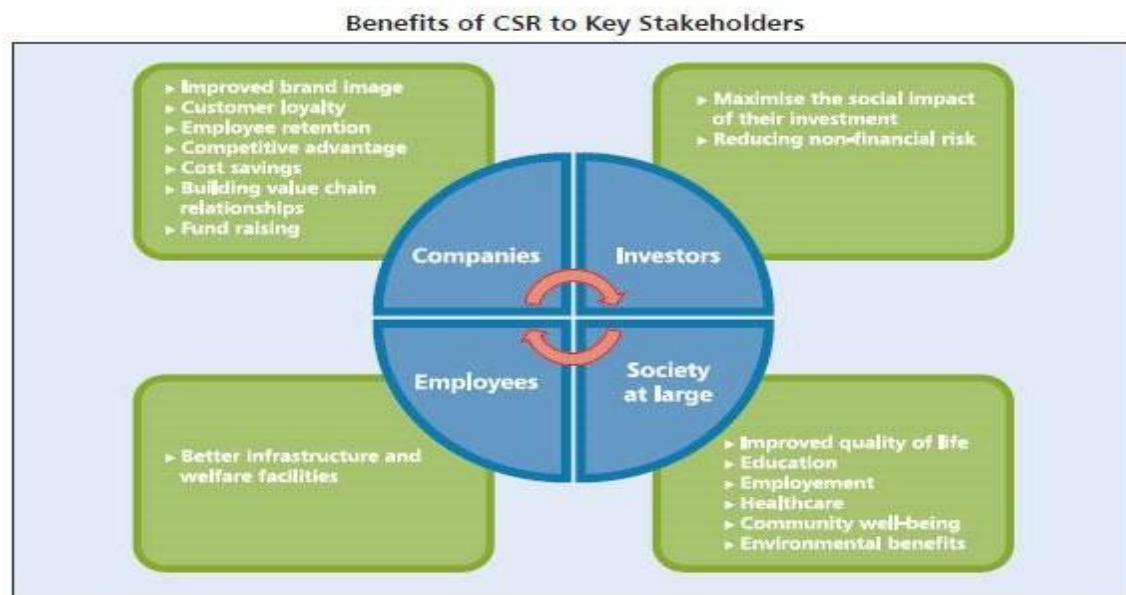 Benefits of CSR to Key Stakeholders
▸ Improved brand image
▸ Customer loyalty
▸ Employee retention
▸ Competitive advantage
▸ Cost savings
▸ Building value chain
relationships
▸ Fund raising
▸ Maximise the social impact
of their investment
▸ Reducing non-financial risk
Companies
Investors
Employees
Society
at large
▸ Better infrastructure and
welfare facilities
▸ Improved quality of life
▸ Education
▸ Employement
▸ Healthcare
▸ Community well-being
▸ Environmental benefits